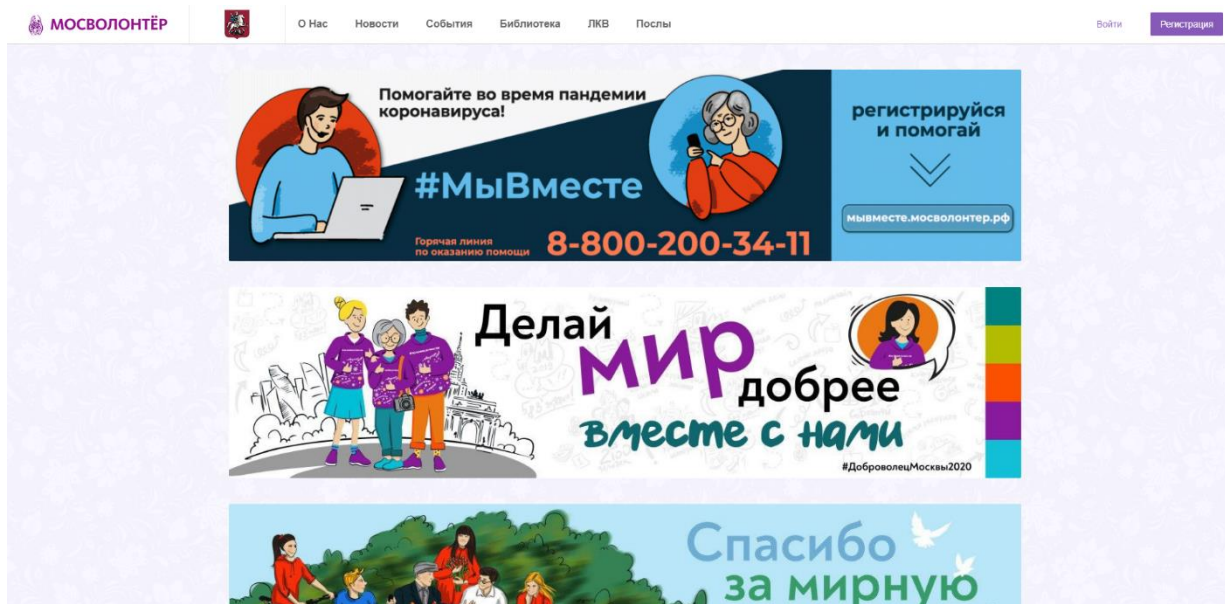 МОСВОЛОНТЁР
О Нас Новости События Библиотека ЛКВ Послы
Войти Регистрация
Помогайте во время пандемии
коронавируса!
#МыВместе
Горячая линия
по оказанию помощи
8-800-200-34-11
регистрируйся
и помогай
мывместе.мосволонтер.рф
Делай
мир
добрее
вместе с нами
#ДоброволецМосквы2020
Спасибо
за мирную